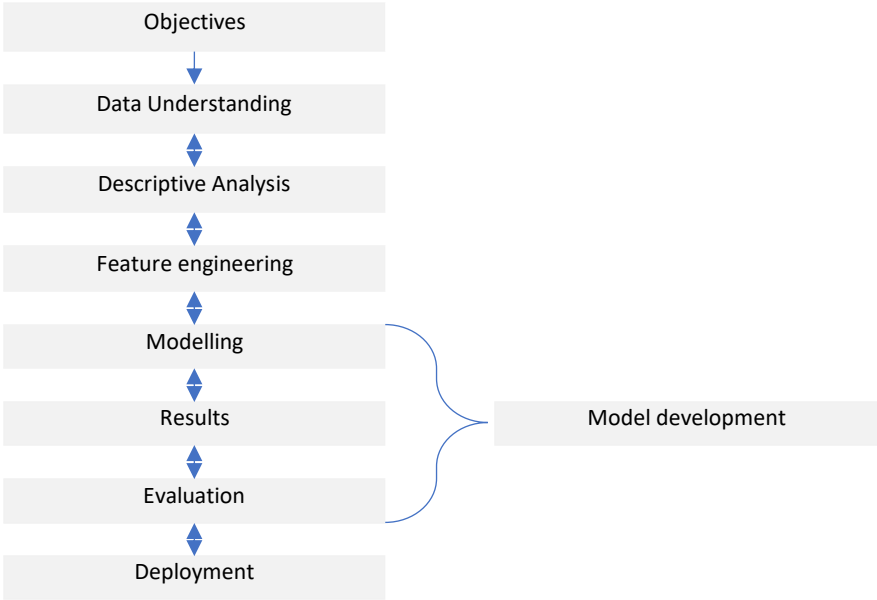 Objectives
Data Understanding
Descriptive Analysis
Feature engineering
Modelling
Results
Model development
Evaluation
Deployment